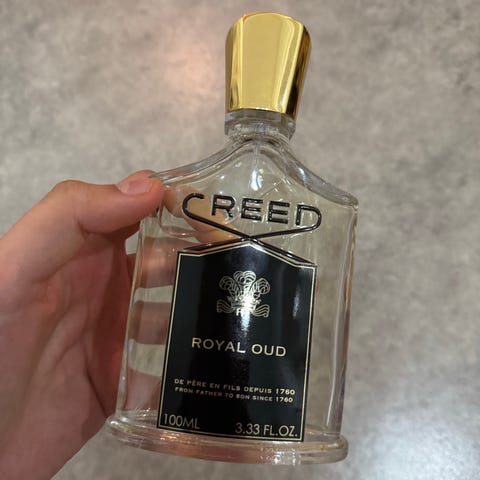 CREED
ROYAL OUD
DE PÈRE EN FILS DEPUIS 1760
FROM FATHER TO SON SINCE 1760
100ML 3.33 FL.OZ.